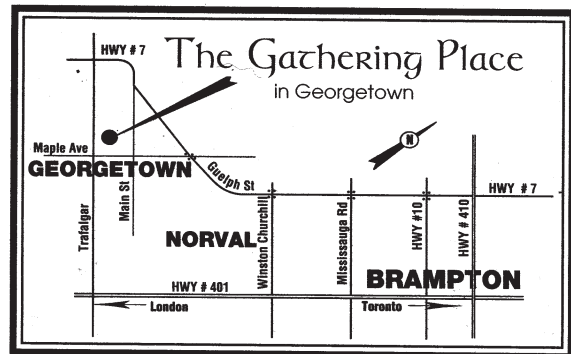 HWY # 7
The Gathering Place
in Georgetown
N
Maple Ave
GEORGETOWN
Guelph St
HWY # 7
Trafalgar
Main St
NORVAL
Winston Churchill
Mississauga Rd
HWY #10
HWY # 410
BRAMPTON
HWY # 401
London
Toronto